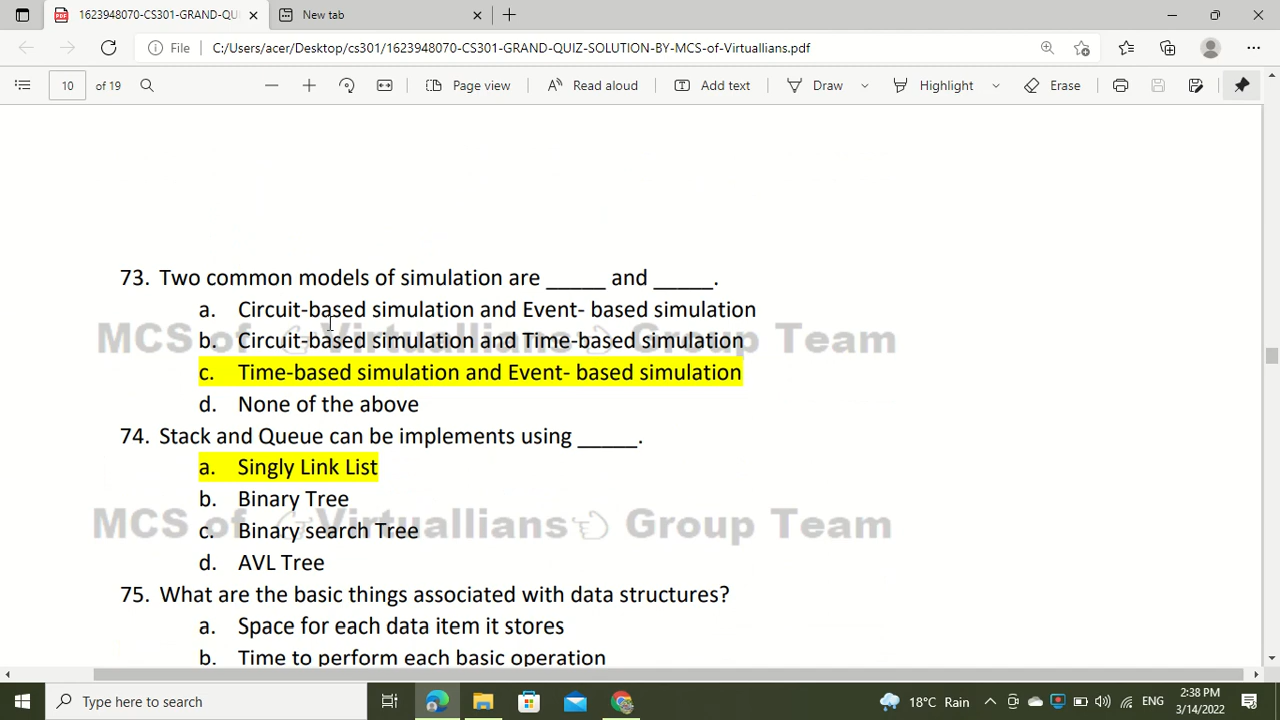 1623948070-CS301-GRAND-QU
New tab
File
C:/Users/acer/Desktop/cs301/1623948070-CS301-GRAND-QUIZ-SOLUTION-BY-MCS-of-Virtuallians.pdf
10 of 19
Page view
Read aloud
Add text
Draw
Highlight
Erase
73. Two common models of simulation are _____ and _____.
a. Circuit-based simulation and Event- based simulation
MCS of Virtuallians Group Team
b. Circuit-based simulation and Time-based simulation
c. Time-based simulation and Event- based simulation
d. None of the above
74. Stack and Queue can be implements using _____.
a. Singly Link List
b. Binary Tree
MCS of Virtuallians Group Team
c. Binary search Tree
d. AVL Tree
75. What are the basic things associated with data structures?
a. Space for each data item it stores
b. Time to perform each basic operation
Type here to search
18°C Rain
ENG
2:38 PM
3/14/2022